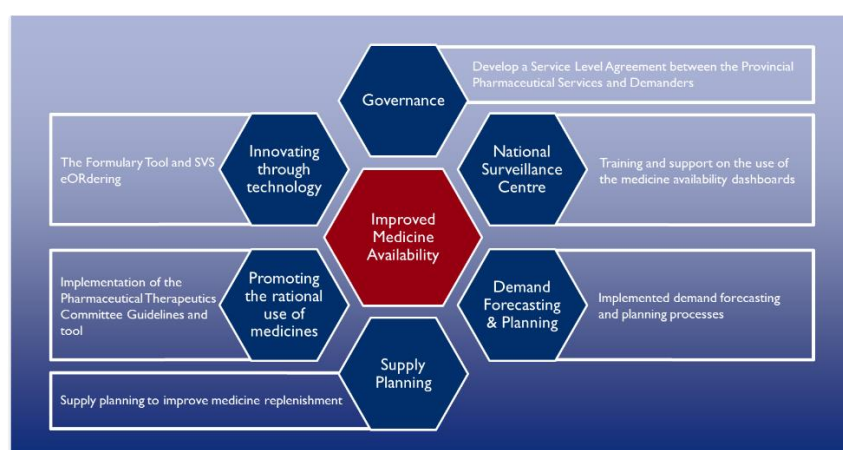 Governance
Develop a Service Level Agreement between the Provincial
Pharmaceutical Services and Demanders
The Formulary Tool and SVS
eORdering
Innovating
through
technology
National
Surveillance
Centre
Training and support on the use of
the medicine availability dashboards
Improved
Medicine
Availability
Implementation of the
Pharmaceutical Therapeutics
Committee Guidelines and
tool
Promoting
the rational
use of
medicines
Demand
Forecasting
& Planning
Implemented demand forecasting
and planning processes
Supply
Planning
Supply planning to improve medicine replenishment